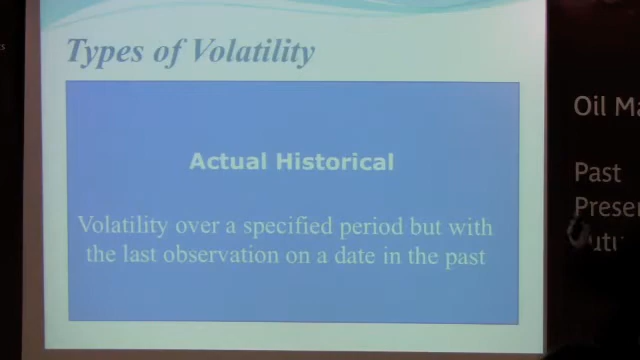 Types of Volatility
Actual Historical
Volatility over a specified period but with
the last observation on a date in the past
Oil Ma
Past
Prese